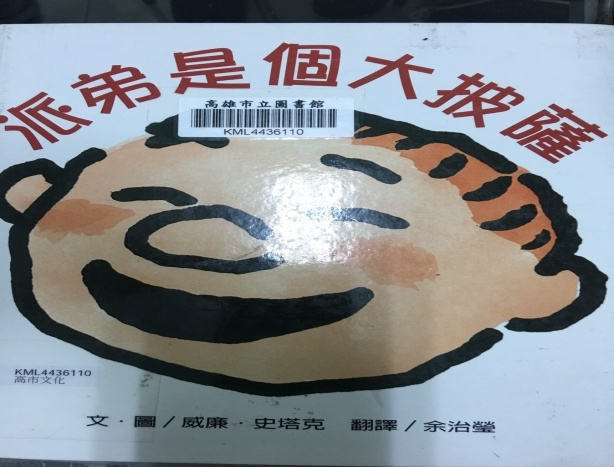 派弟是個大披薩
高雄市立圖書館
KML4436110
KML4436110
高市文化
文·圖/威廉·史塔克 翻譯/余治瑩